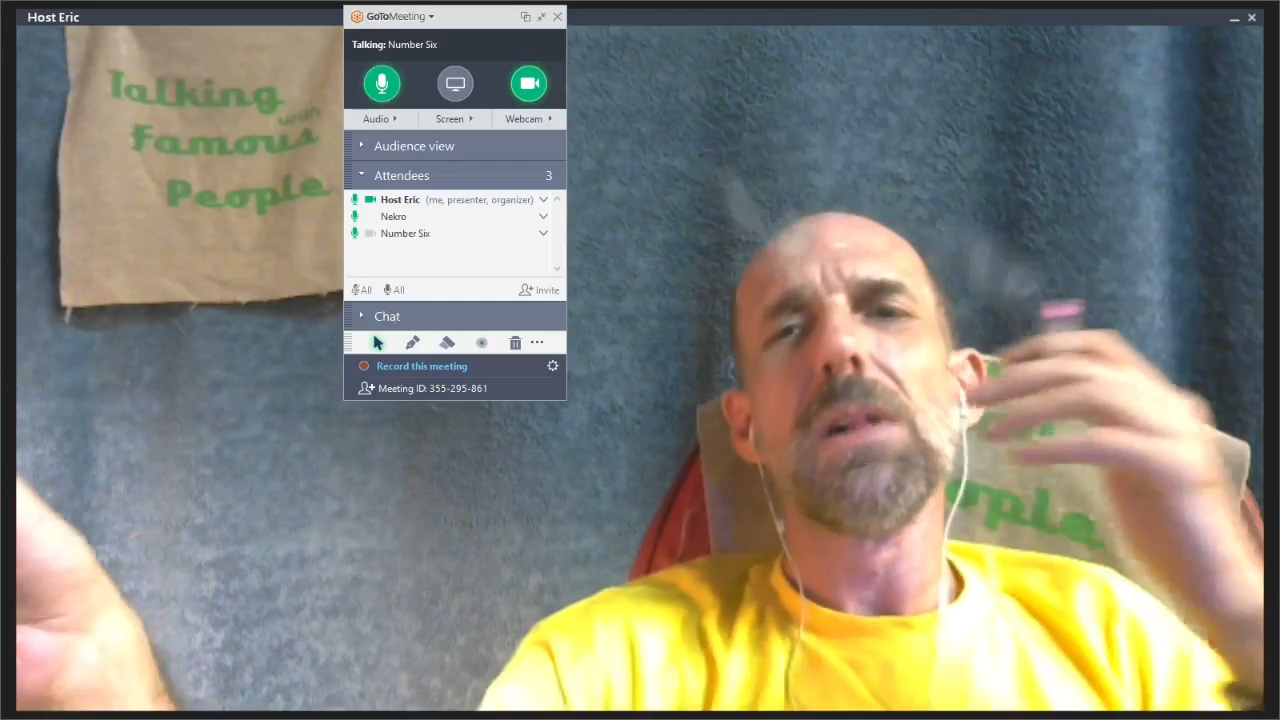 Host Eric
GoToMeeting
Talking: Number Six
Audio
Screen
Webcam
Audience view
Attendees 3
Host Eric (me, presenter, organizer)
Nekro
Number Six
All All Invite
Chat
Record this meeting
Meeting ID: 355-295-861
Talking
with
Famous
People
ople